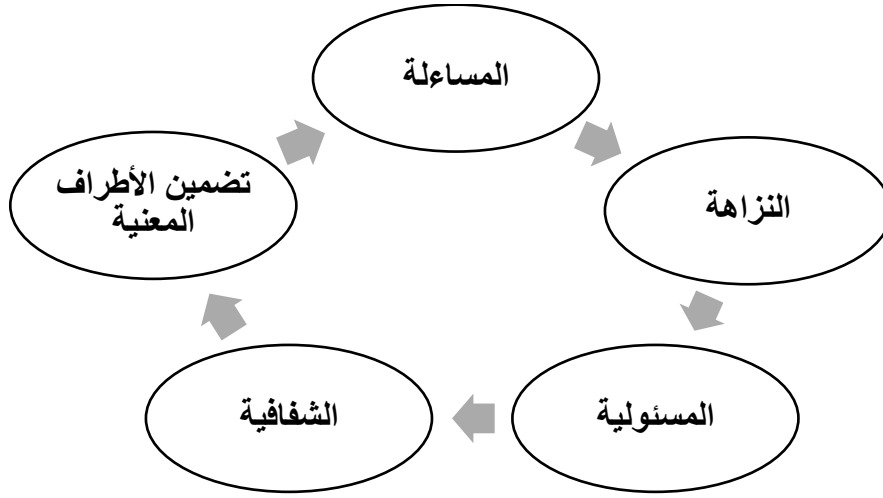 المساءلة
النزاهة
المسئولية
الشفافية
تضمين الأطراف
المعنية